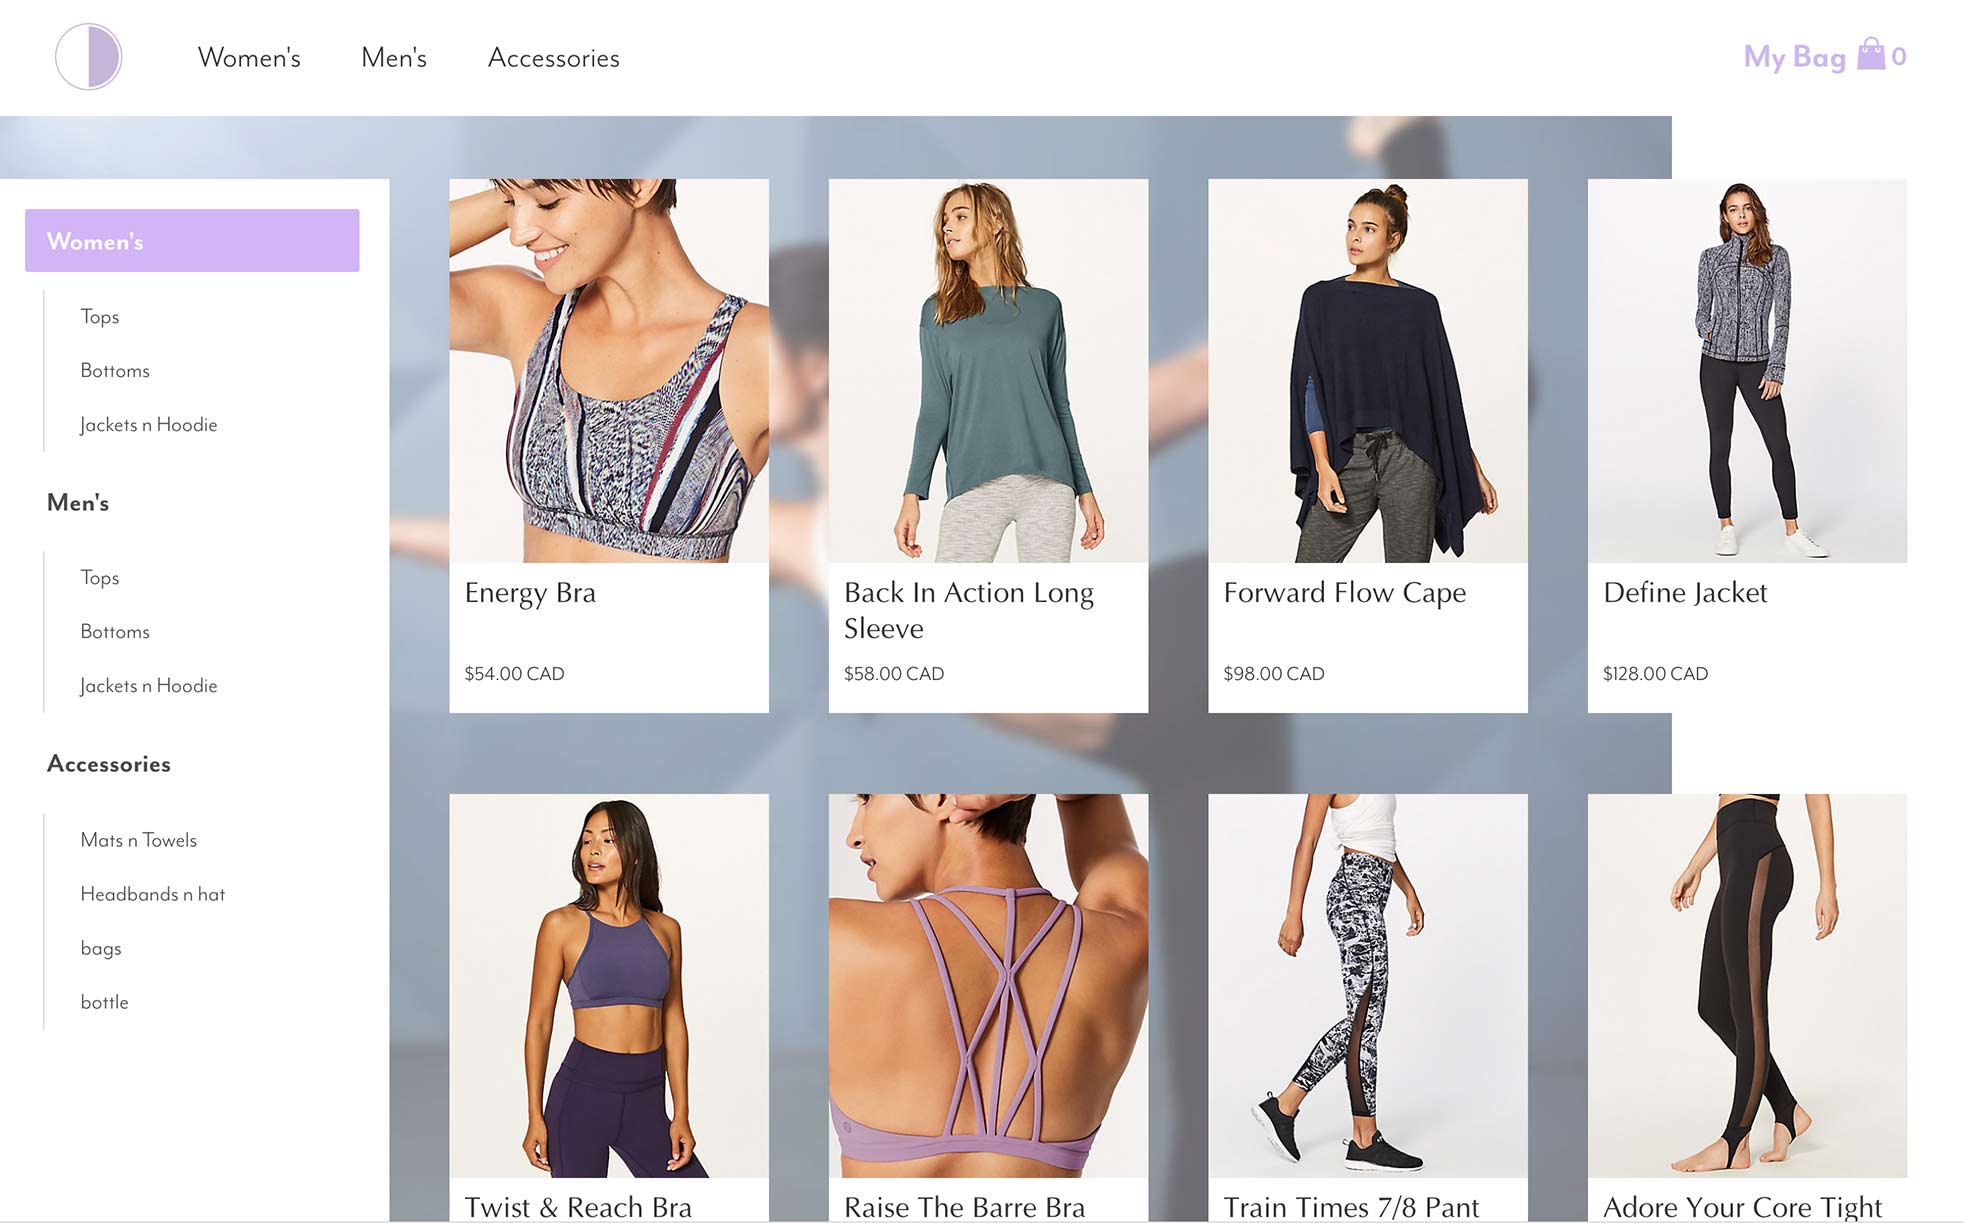 Women's
Men's
Accessories
My Bag 0
Women's
Tops
Bottoms
Jackets n Hoodie
Men's
Tops
Bottoms
Jackets n Hoodie
Accessories
Mats n Towels
Headbands n hat
bags
bottle
Energy Bra
$54.00 CAD
Back In Action Long
Sleeve
$58.00 CAD
Forward Flow Cape
$98.00 CAD
Define Jacket
$128.00 CAD
Twist & Reach Bra
Raise The Barre Bra
Train Times 7/8 Pant
Adore Your Core Tight